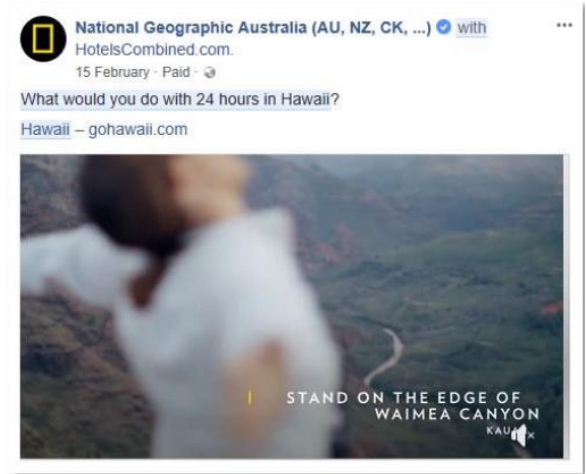 National Geographic Australia (AU, NZ, CK, ...) with
HotelsCombined.com.
15 February · Paid ·
What would you do with 24 hours in Hawaii?
Hawaii – gohawaii.com
STAND ON THE EDGE OF
WAIMEA CANYON